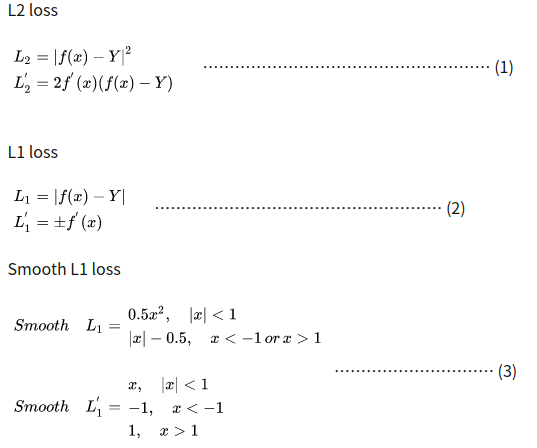 L2 loss
L₂ = |f(x) − Y|²
L₂′ = 2f′(x)(f(x) − Y)
(1)
L1 loss
L₁ = |f(x) − Y|
L₁′ = ±f′(x)
(2)
Smooth L1 loss
Smooth L₁ =
0.5x², |x| < 1
|x| − 0.5, x < −1 or x > 1
(3)
Smooth L₁′ =
x, |x| < 1
−1, x < −1
1, x > 1